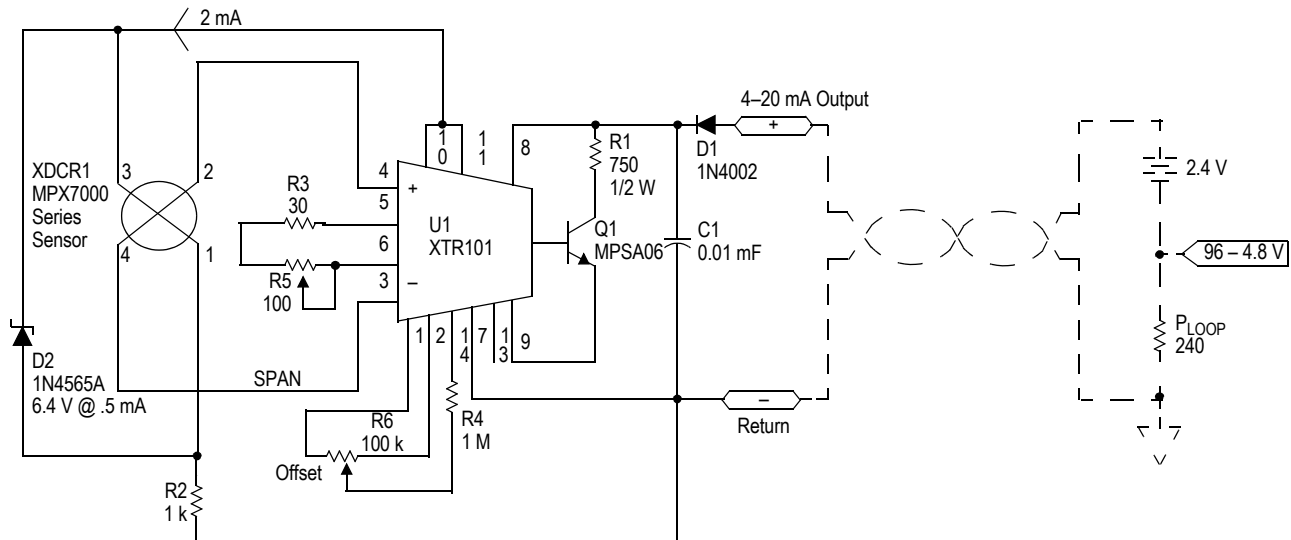 2 mA
4–20 mA Output
+
D1
1N4002
R1
750
1/2 W
1
0
1
1
8
XDCR1
MPX7000
Series
Sensor
3
2
4
1
4
+
5
6
3
–
R3
30
R5
100
U1
XTR101
Q1
MPSA06
C1
0.01 mF
2.4 V
96 – 4.8 V
PLOOP
240
1
2
1
4
7
1
3
9
D2
1N4565A
6.4 V @ .5 mA
SPAN
R6
100 k
R4
1 M
Offset
–
Return
R2
1 k